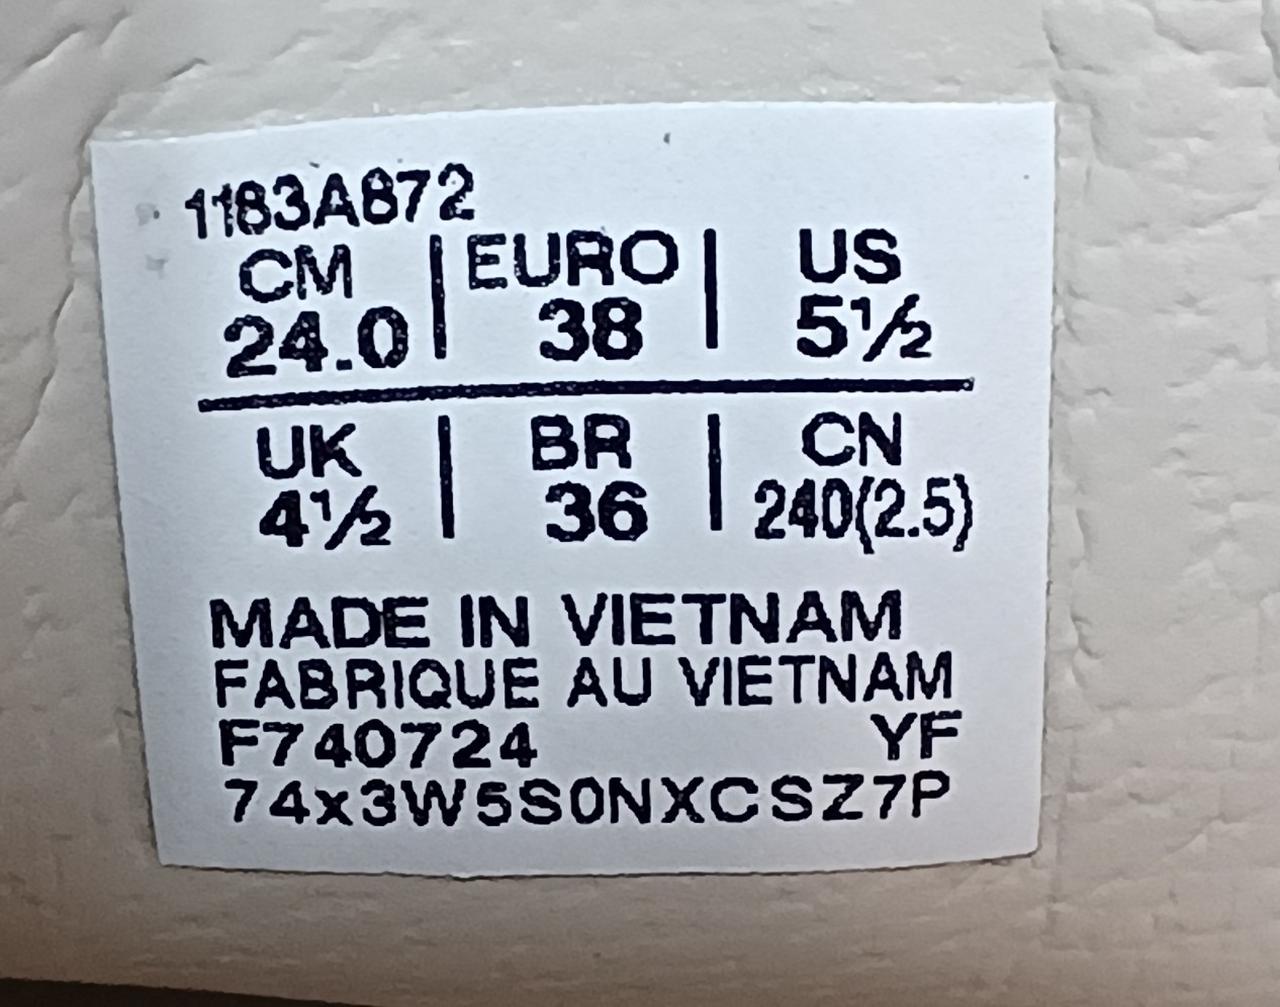 1183A872
CM | EURO | US
24.0 | 38 | 5½
UK | BR | CN
4½ | 36 | 240(2.5)
MADE IN VIETNAM
FABRIQUE AU VIETNAM
F740724 YF
74x3W5S0NXCSZ7P